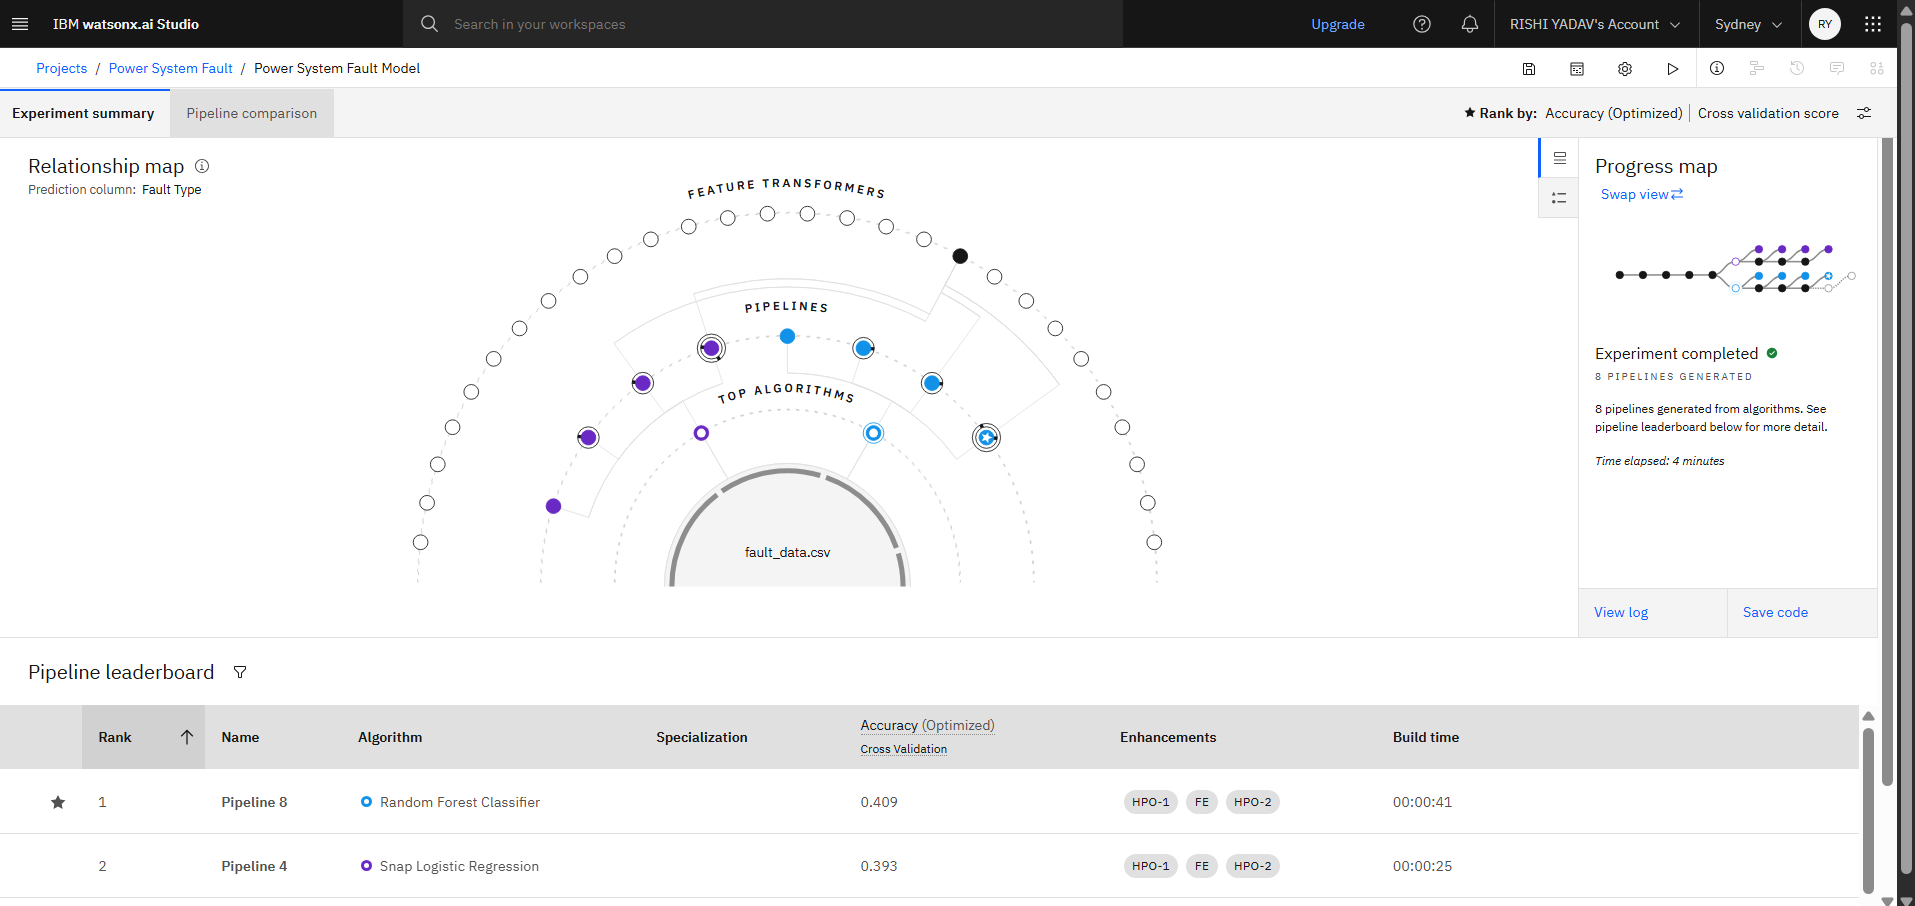 IBM watsonx.ai Studio
Search in your workspaces
Upgrade
RISHI YADAV's Account
Sydney
RY
Projects / Power System Fault / Power System Fault Model
Experiment summary
Pipeline comparison
Rank by: Accuracy (Optimized) | Cross validation score
Relationship map
Prediction column: Fault Type
FEATURE TRANSFORMERS
PIPELINES
TOP ALGORITHMS
fault_data.csv
Progress map
Swap view
Experiment completed
8 PIPELINES GENERATED
8 pipelines generated from algorithms. See
pipeline leaderboard below for more detail.
Time elapsed: 4 minutes
View log
Save code
Pipeline leaderboard
Rank Name Algorithm Specialization Accuracy (Optimized) Enhancements Build time
Cross Validation
1 Pipeline 8 Random Forest Classifier 0.409 HPO-1 FE HPO-2 00:00:41
2 Pipeline 4 Snap Logistic Regression 0.393 HPO-1 FE HPO-2 00:00:25